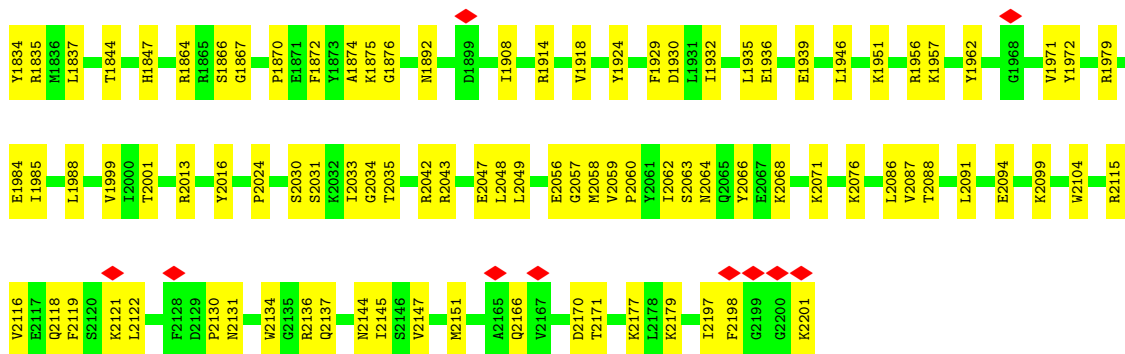 Y1834 R1835 M1836 L1837 T1844 H1847 R1864 R1865 S1866 G1867 P1870 E1871 F1872 Y1873 A1874 K1875 G1876 N1892 D1899 I1908 R1914 V1918 Y1924 F1929 D1930 L1931 I1932 L1935 E1936 E1939 L1946 K1951 R1956 K1957 Y1962 G1968 V1971 Y1972 R1979
E1984 I1985 L1988 V1999 I2000 T2001 R2013 Y2016 P2024 S2030 S2031 K2032 I2033 G2034 T2035 R2042 R2043 E2047 L2048 L2049 E2056 G2057 M2058 V2059 P2060 Y2061 I2062 S2063 N2064 Q2065 Y2066 E2067 K2068 K2071 K2076 L2086 V2087 T2088 L2091 E2094 K2099 W2104 R2115
V2116 E2117 Q2118 F2119 S2120 K2121 L2122 F2128 D2129 P2130 N2131 W2134 G2135 R2136 Q2137 N2144 I2145 S2146 V2147 M2151 A2165 Q2166 V2167 D2170 T2171 K2177 L2178 K2179 I2197 F2198 G2199 G2200 K2201